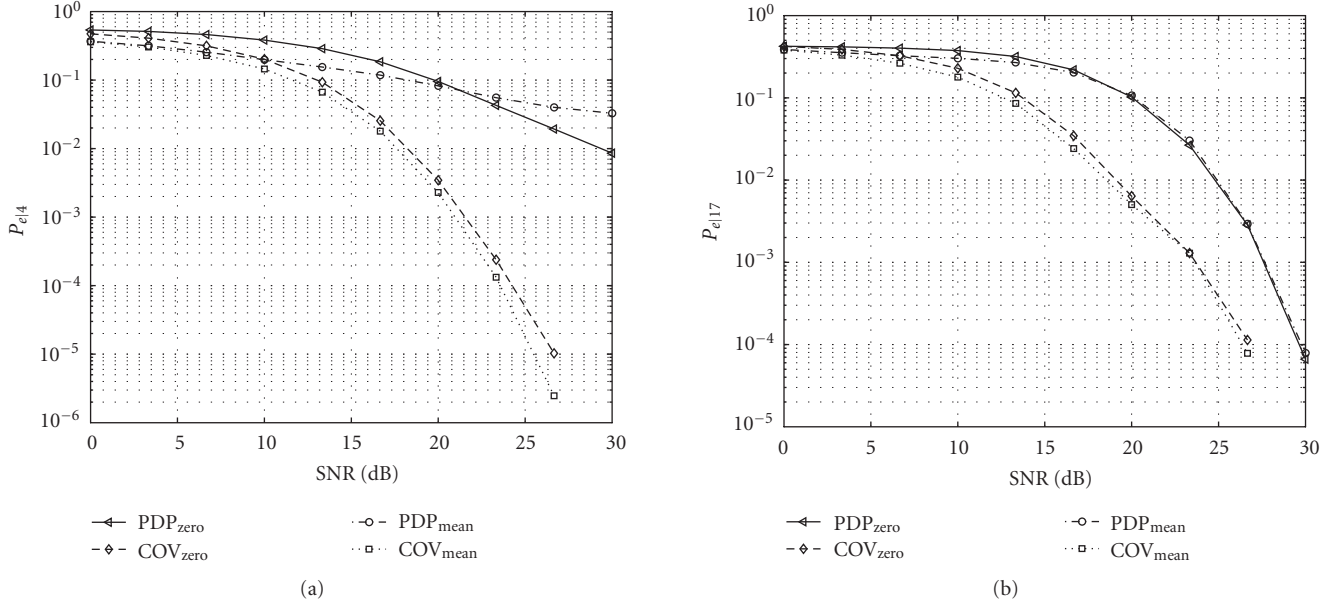 10^0
10^-1
10^-2
10^-3
10^-4
10^-5
10^-6
P_e|4
0 5 10 15 20 25 30
SNR (dB)
PDP_zero
COV_zero
PDP_mean
COV_mean
(a)
10^0
10^-1
10^-2
10^-3
10^-4
10^-5
P_e|17
0 5 10 15 20 25 30
SNR (dB)
PDP_zero
COV_zero
PDP_mean
COV_mean
(b)